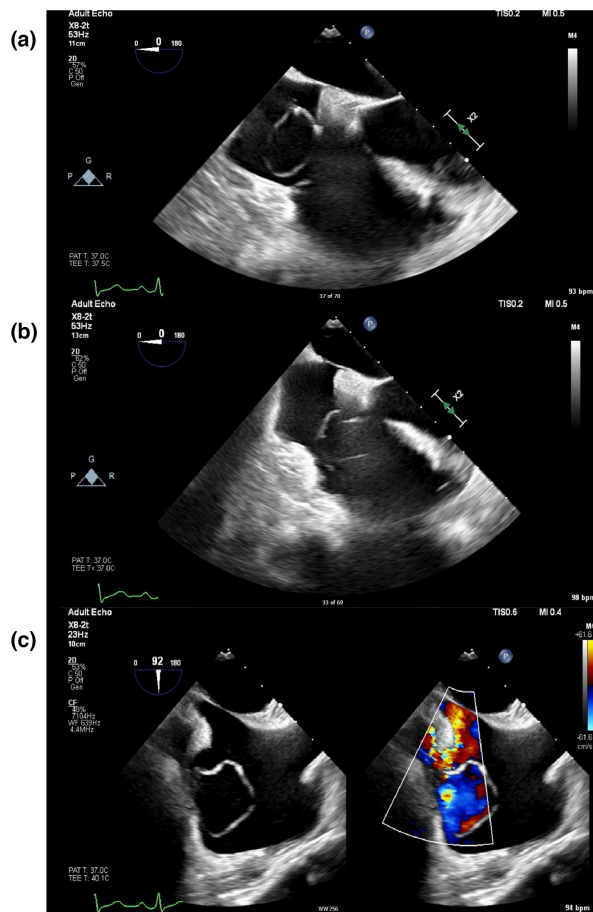 (a)
Adult Echo
TIS0.2 MI 0.5
X8-2t
53Hz
11cm
0 0 180
M4
2D
57%
C 50
P Off
Gen
P
X2
G
P R
PAT T: 37.0C
TEE T: 37.5C
37 of 70
93 bpm
(b)
Adult Echo
TIS0.2 MI 0.5
X8-2t
53Hz
13cm
0 0 180
M4
2D
62%
C 50
P Off
Gen
P
X2
G
P R
PAT T: 37.0C
TEE T< 37.0C
33 of 69
98 bpm
(c)
Adult Echo
TIS0.6 MI 0.4
X8-2t
23Hz
10cm
0 92 180
P
+61.6
2D
53%
C 50
P Off
Gen
CF
48%
7104Hz
WF 639Hz
4.4MHz
-61.6
cm/s
PAT T: 37.0C
TEE T: 40.1C
WW 256
94 bpm